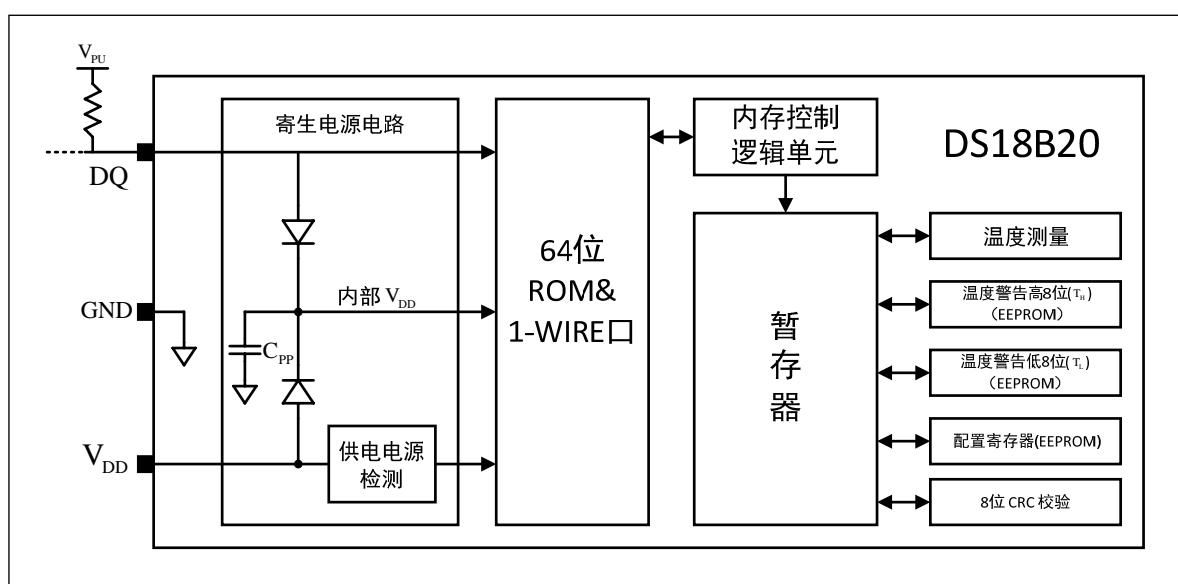 V_PU
DQ
GND
V_DD
寄生电源电路
内部 V_DD
C_PP
供电电源
检测
64位
ROM&
1-WIRE口
内存控制
逻辑单元
DS18B20
暂
存
器
温度测量
温度警告高8位(T_H)
(EEPROM)
温度警告低8位(T_L)
(EEPROM)
配置寄存器(EEPROM)
8位 CRC 校验